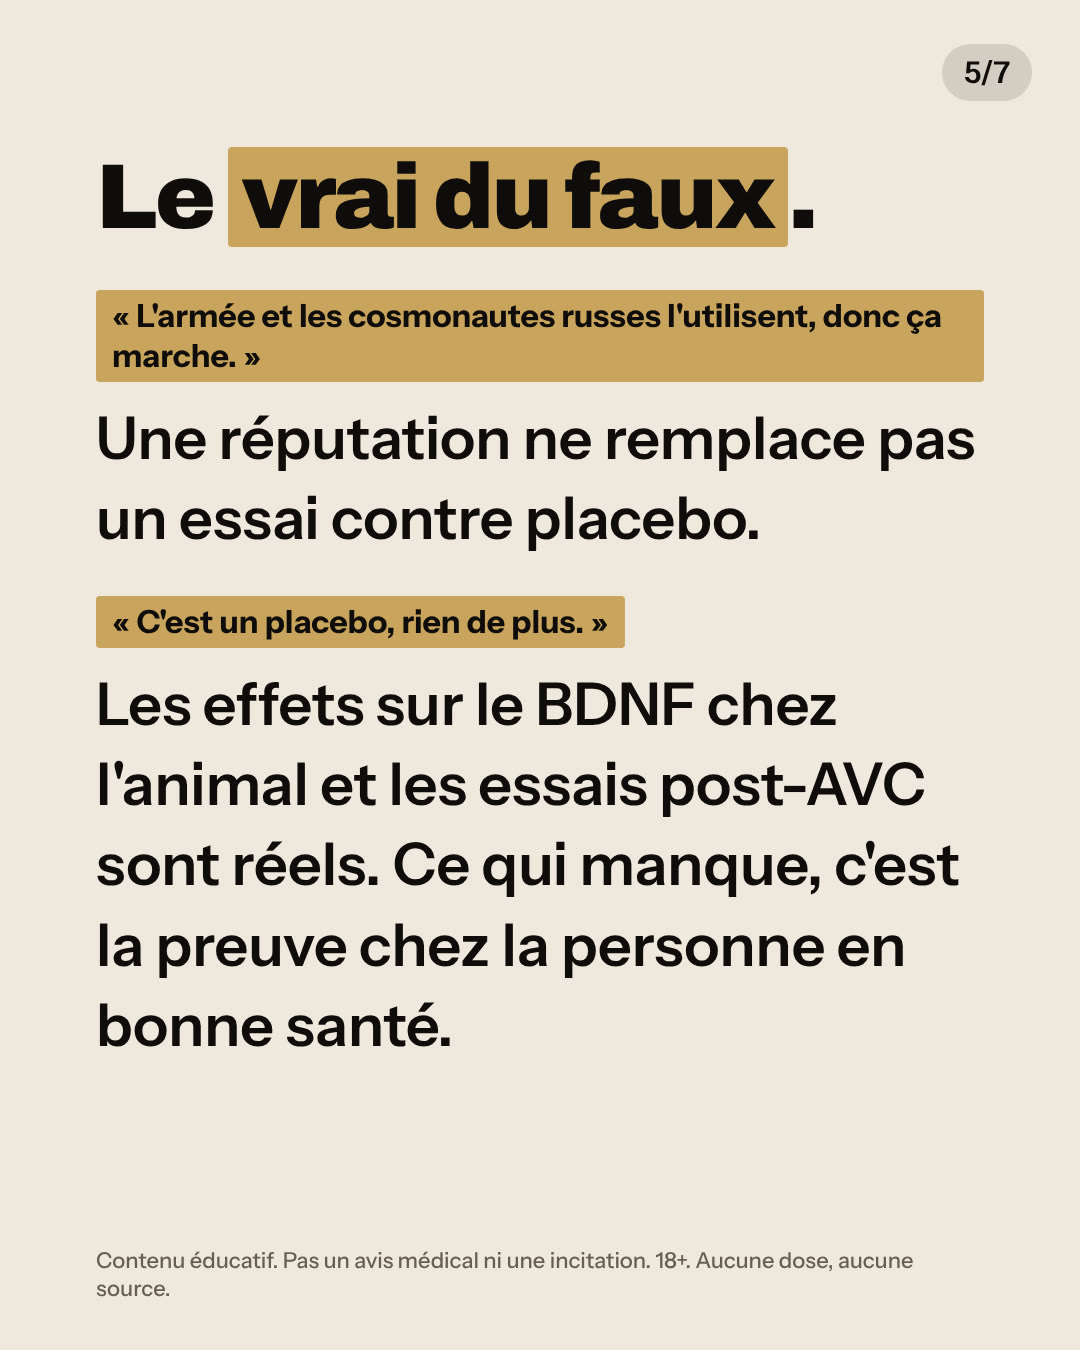 5/7
Le vrai du faux.
« L'armée et les cosmonautes russes l'utilisent, donc ça
marche. »
Une réputation ne remplace pas
un essai contre placebo.
« C'est un placebo, rien de plus. »
Les effets sur le BDNF chez
l'animal et les essais post-AVC
sont réels. Ce qui manque, c'est
la preuve chez la personne en
bonne santé.
Contenu éducatif. Pas un avis médical ni une incitation. 18+. Aucune dose, aucune
source.